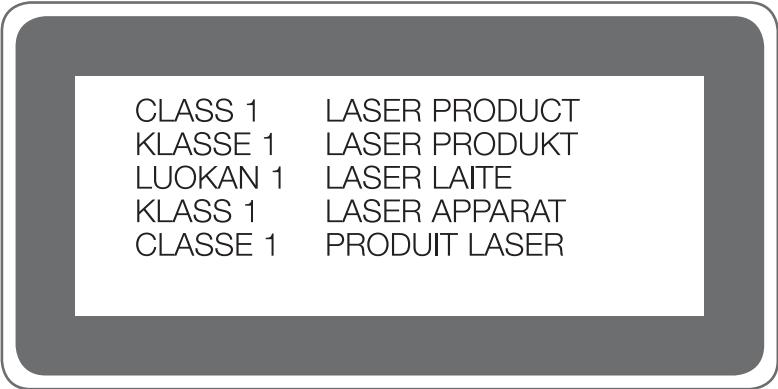 CLASS 1 LASER PRODUCT
KLASSE 1 LASER PRODUKT
LUOKAN 1 LASER LAITE
KLASS 1 LASER APPARAT
CLASSE 1 PRODUIT LASER